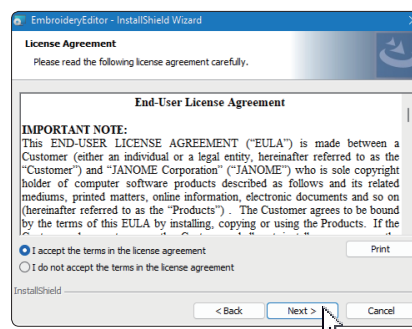 EmbroideryEditor - InstallShield Wizard
License Agreement
Please read the following license agreement carefully.
End-User License Agreement
IMPORTANT NOTE:
This END-USER LICENSE AGREEMENT ("EULA") is made between a
Customer (either an individual or a legal entity, hereinafter referred to as the
"Customer") and "JANOME Corporation" ("JANOME") who is sole copyright
holder of computer software products described as follows and its related
mediums, printed matters, online information, electronic documents and so on
(hereinafter referred to as the "Products") . The Customer agrees to be bound
by the terms of this EULA by installing, copying or using the Products. If the
I accept the terms in the license agreement
Print
I do not accept the terms in the license agreement
InstallShield
< Back
Next >
Cancel